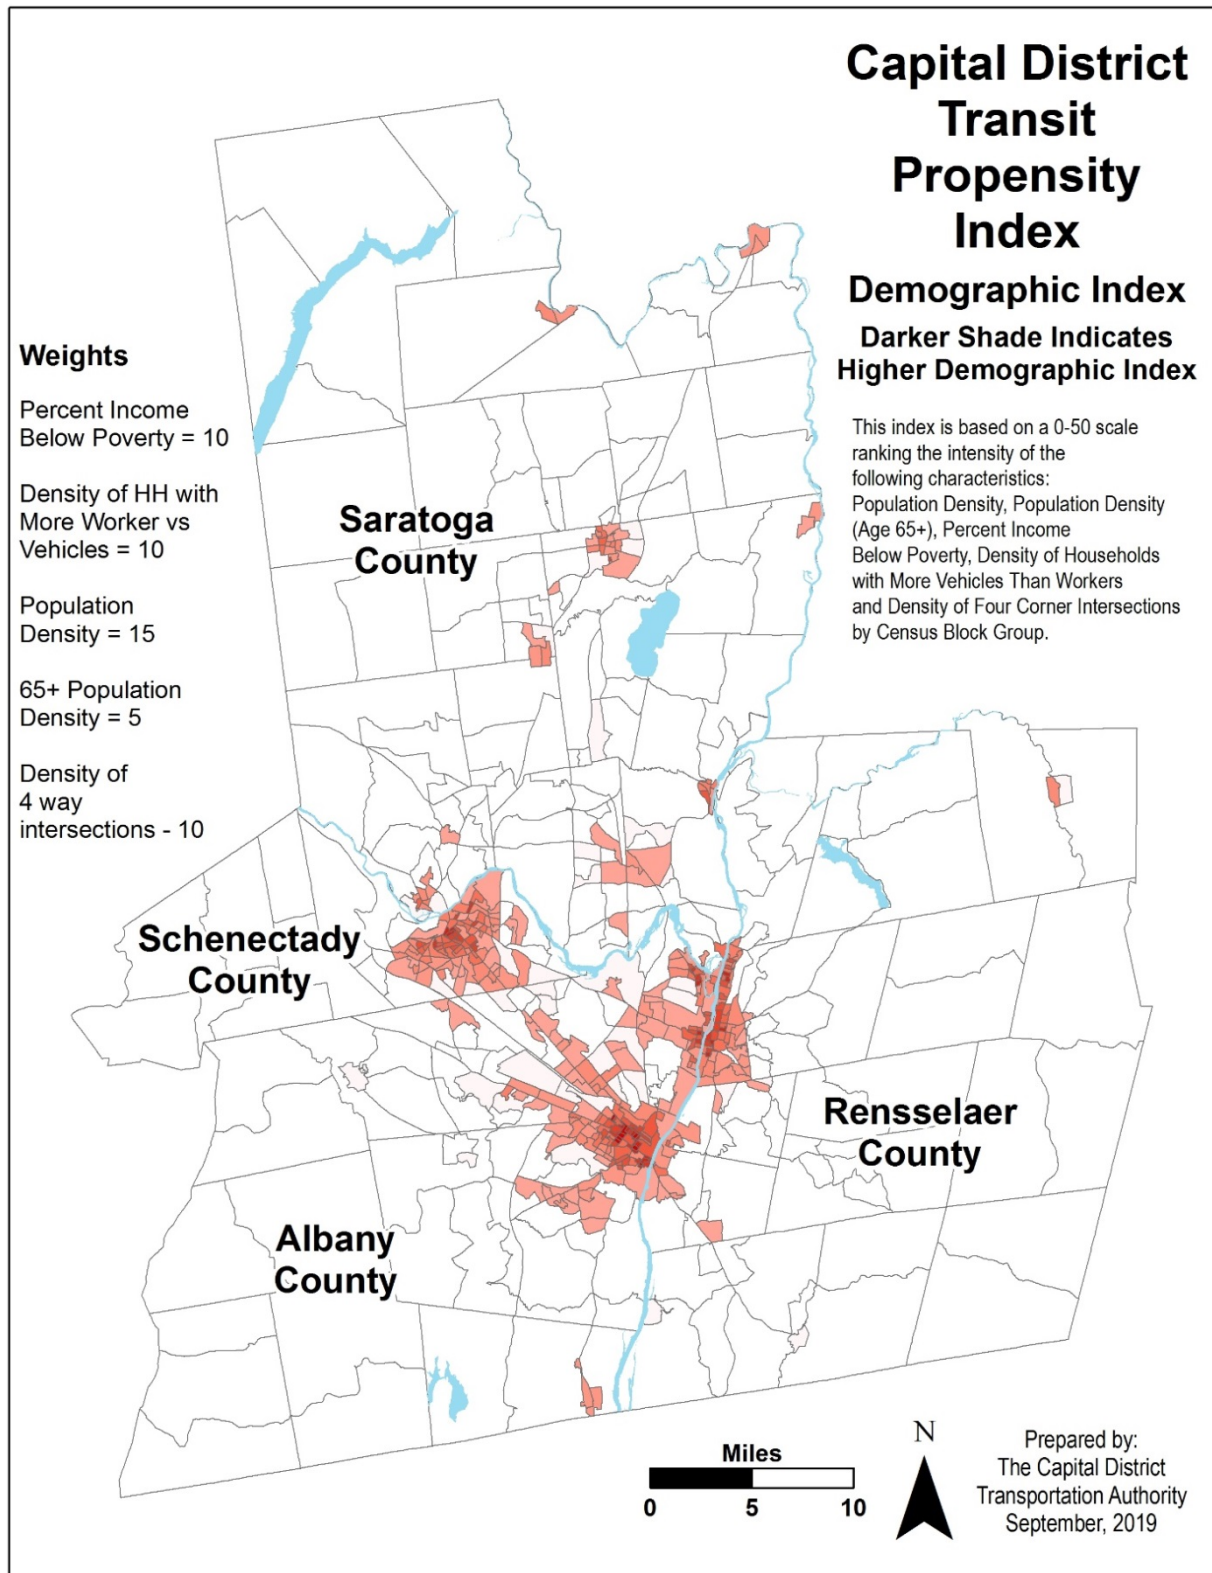 Capital District
Transit
Propensity
Index
Demographic Index
Darker Shade Indicates
Higher Demographic Index
This index is based on a 0-50 scale
ranking the intensity of the
following characteristics:
Population Density, Population Density
(Age 65+), Percent Income
Below Poverty, Density of Households
with More Vehicles Than Workers
and Density of Four Corner Intersections
by Census Block Group.
Weights
Percent Income
Below Poverty = 10
Density of HH with
More Worker vs
Vehicles = 10
Population
Density = 15
65+ Population
Density = 5
Density of
4 way
intersections - 10
Saratoga
County
Schenectady
County
Rensselaer
County
Albany
County
Miles
0 5 10
N
Prepared by:
The Capital District
Transportation Authority
September, 2019